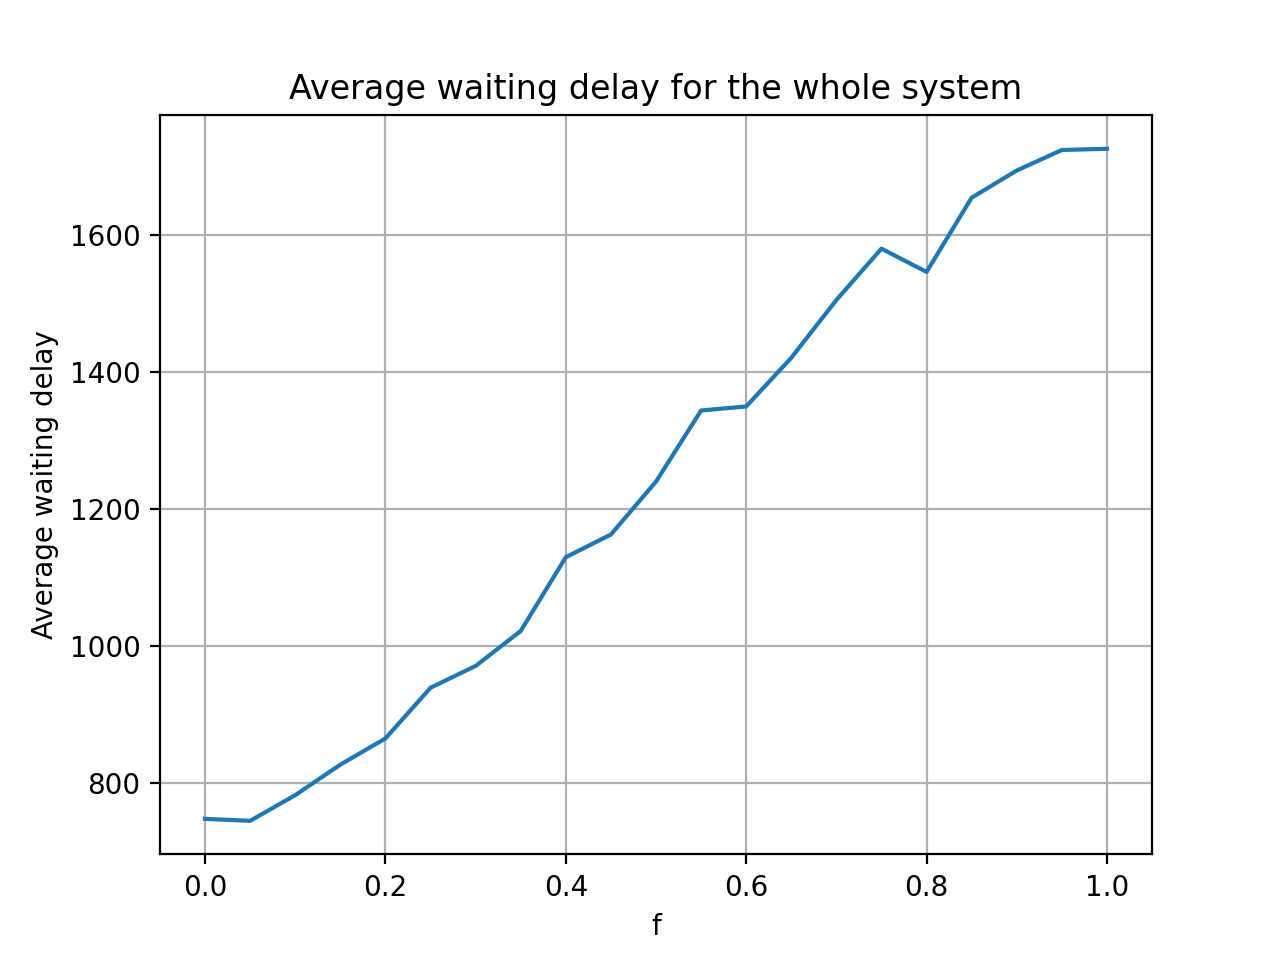 Average waiting delay for the whole system
Average waiting delay
1600
1400
1200
1000
800
0.0 0.2 0.4 0.6 0.8 1.0
f